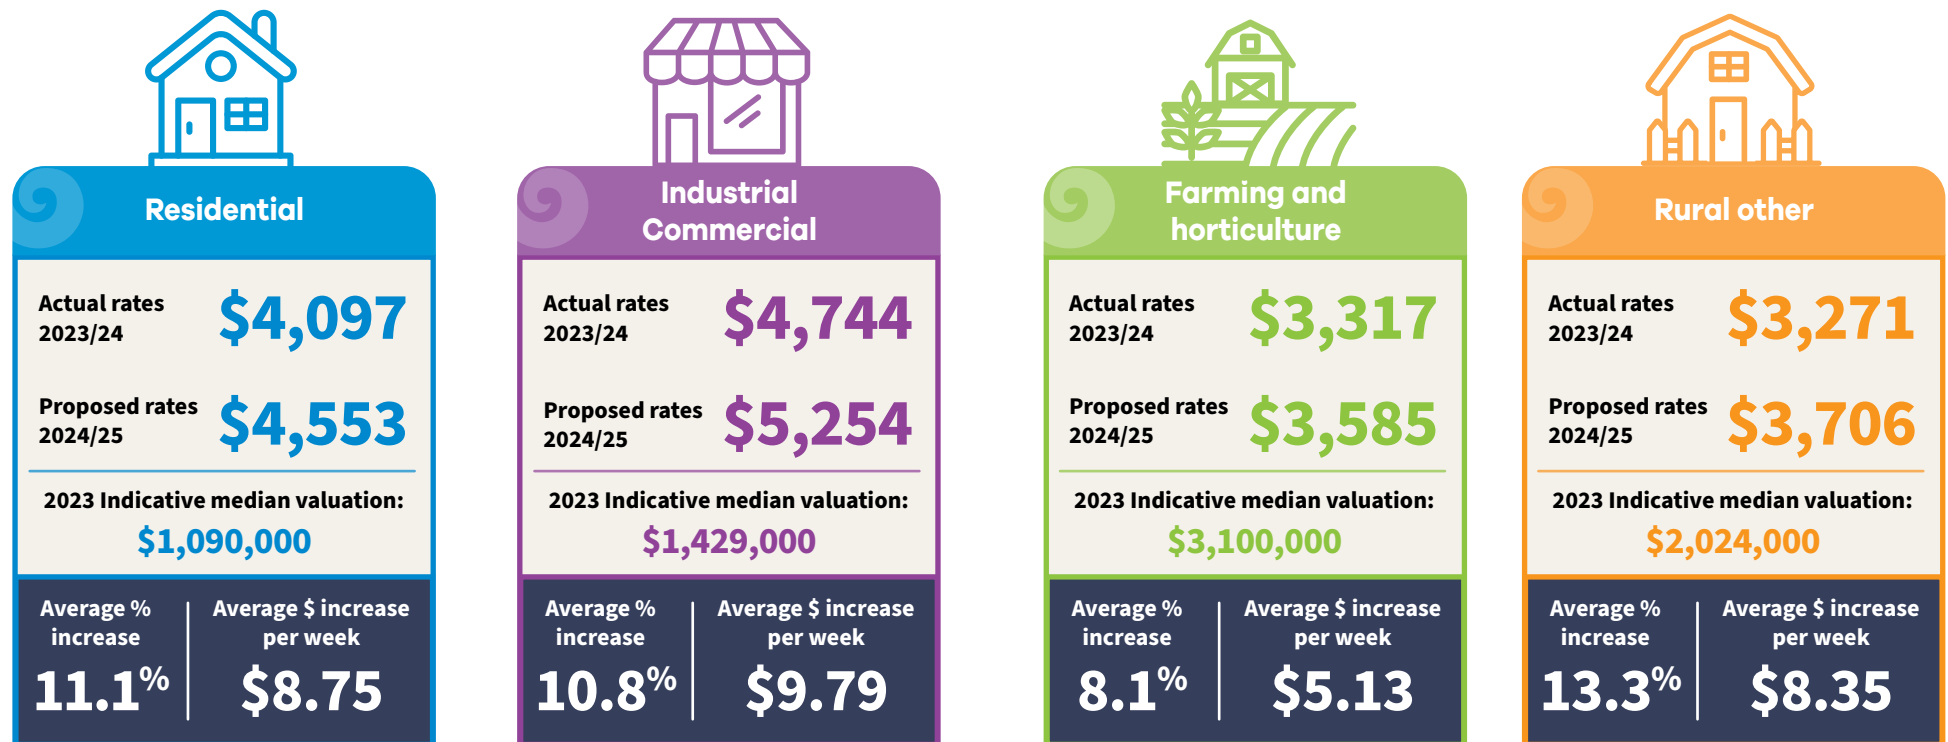 Residential
Actual rates
2023/24
$4,097
Proposed rates
2024/25
$4,553
2023 Indicative median valuation:
$1,090,000
Average %
increase
11.1%
Average $ increase
per week
$8.75
Industrial
Commercial
Actual rates
2023/24
$4,744
Proposed rates
2024/25
$5,254
2023 Indicative median valuation:
$1,429,000
Average %
increase
10.8%
Average $ increase
per week
$9.79
Farming and
horticulture
Actual rates
2023/24
$3,317
Proposed rates
2024/25
$3,585
2023 Indicative median valuation:
$3,100,000
Average %
increase
8.1%
Average $ increase
per week
$5.13
Rural other
Actual rates
2023/24
$3,271
Proposed rates
2024/25
$3,706
2023 Indicative median valuation:
$2,024,000
Average %
increase
13.3%
Average $ increase
per week
$8.35